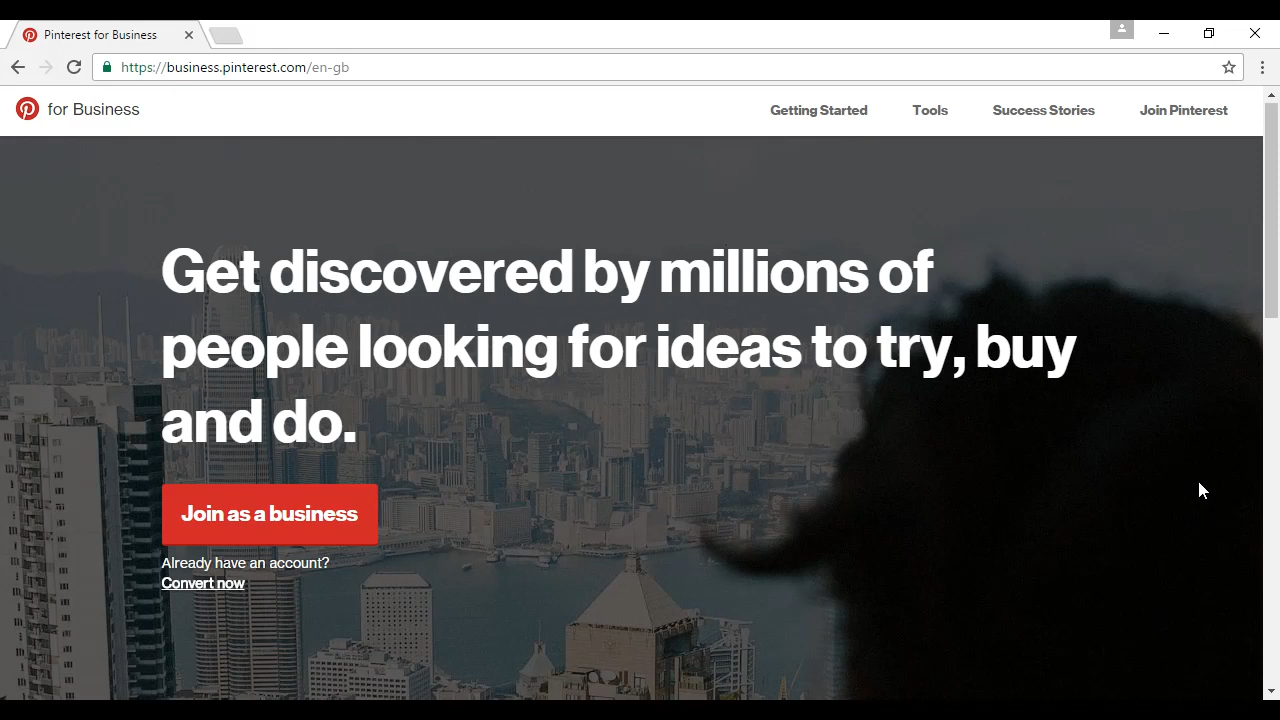 Pinterest for Business
https://business.pinterest.com/en-gb
for Business
Getting Started
Tools
Success Stories
Join Pinterest
Get discovered by millions of
people looking for ideas to try, buy
and do.
Join as a business
Already have an account?
Convert now